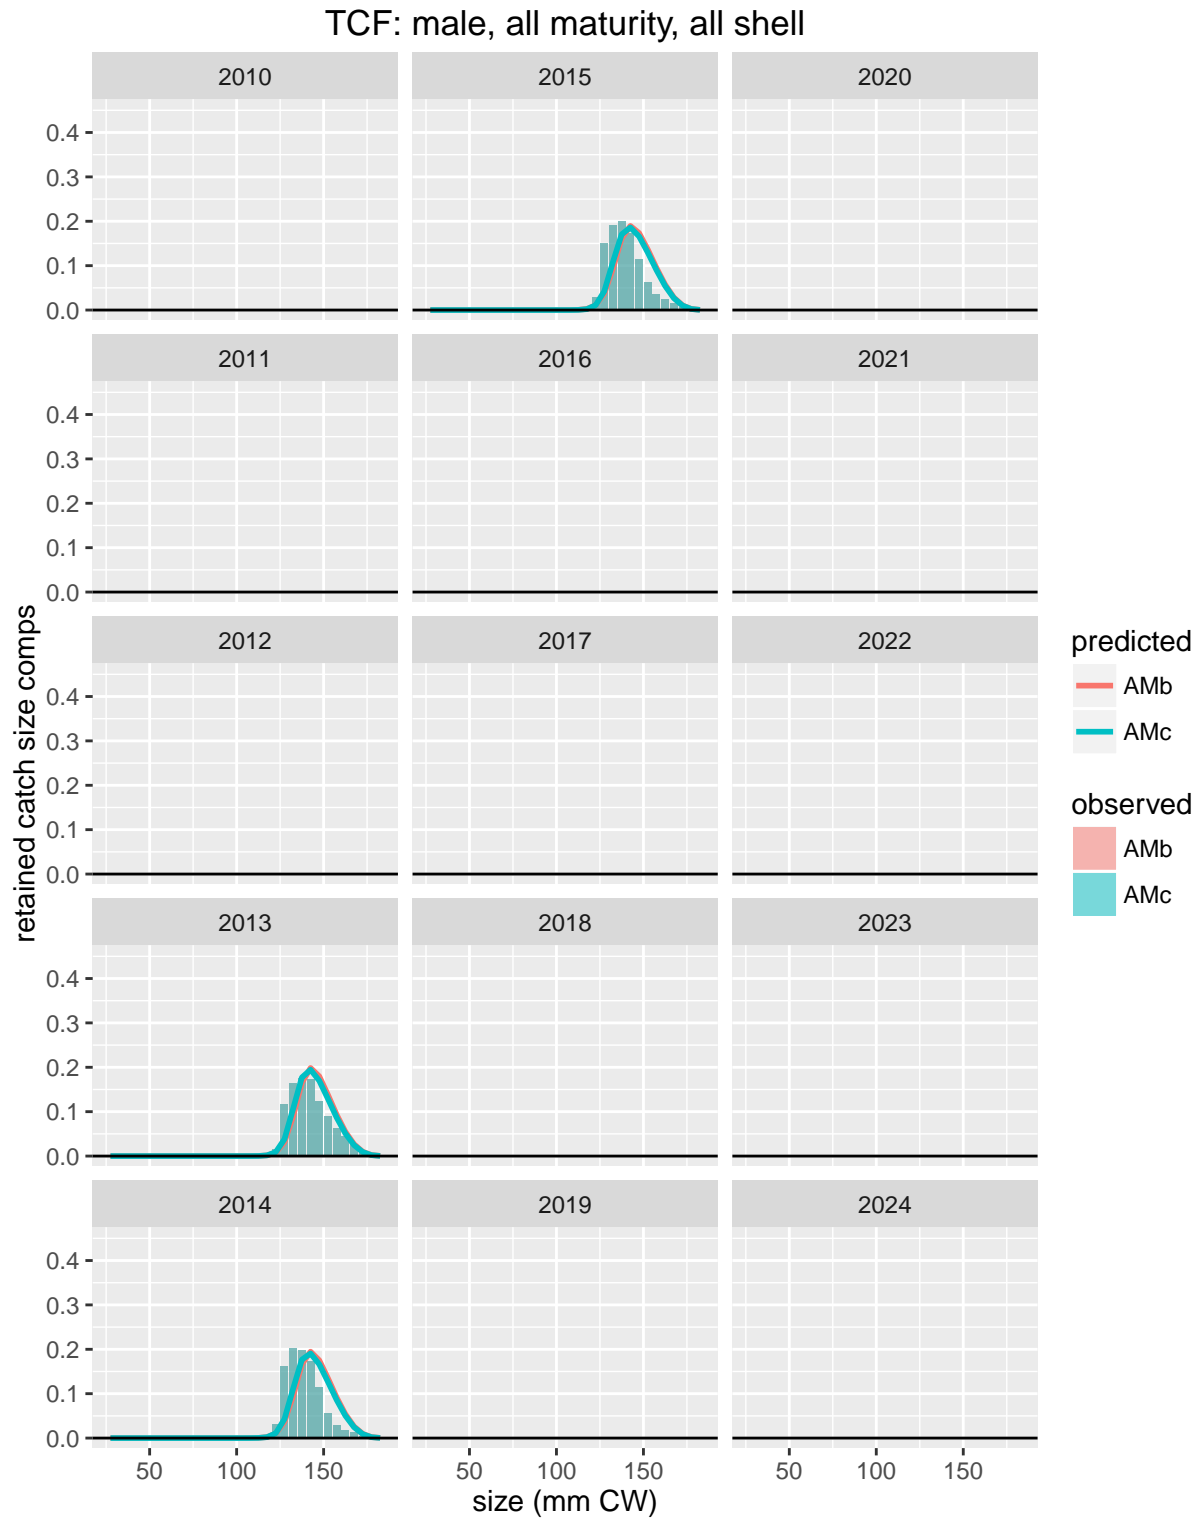 TCF: male, all maturity, all shell
2010 2015 2020
0.4
0.3
0.2
0.1
0.0
2011 2016 2021
0.4
0.3
0.2
0.1
0.0
2012 2017 2022
0.4
0.3
0.2
0.1
0.0
2013 2018 2023
0.4
0.3
0.2
0.1
0.0
2014 2019 2024
0.4
0.3
0.2
0.1
0.0
50 100 150 50 100 150 50 100 150
size (mm CW)
retained catch size comps
predicted
AMb
AMc
observed
AMb
AMc